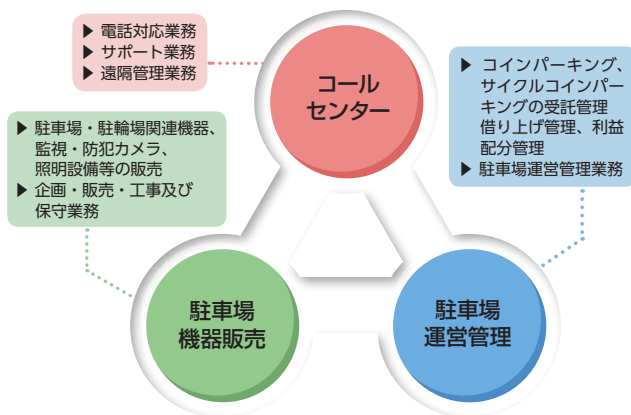 ▶ 電話対応業務
▶ サポート業務
▶ 遠隔管理業務
コール
センター
▶ コインパーキング、
サイクルコインパー
キングの受託管理
借り上げ管理、利益
配分管理
▶ 駐車場運営管理業務
▶ 駐車場・駐輪場関連機器、
監視・防犯カメラ、
照明設備等の販売
▶ 企画・販売・工事及び
保守業務
駐車場
機器販売
駐車場
運営管理